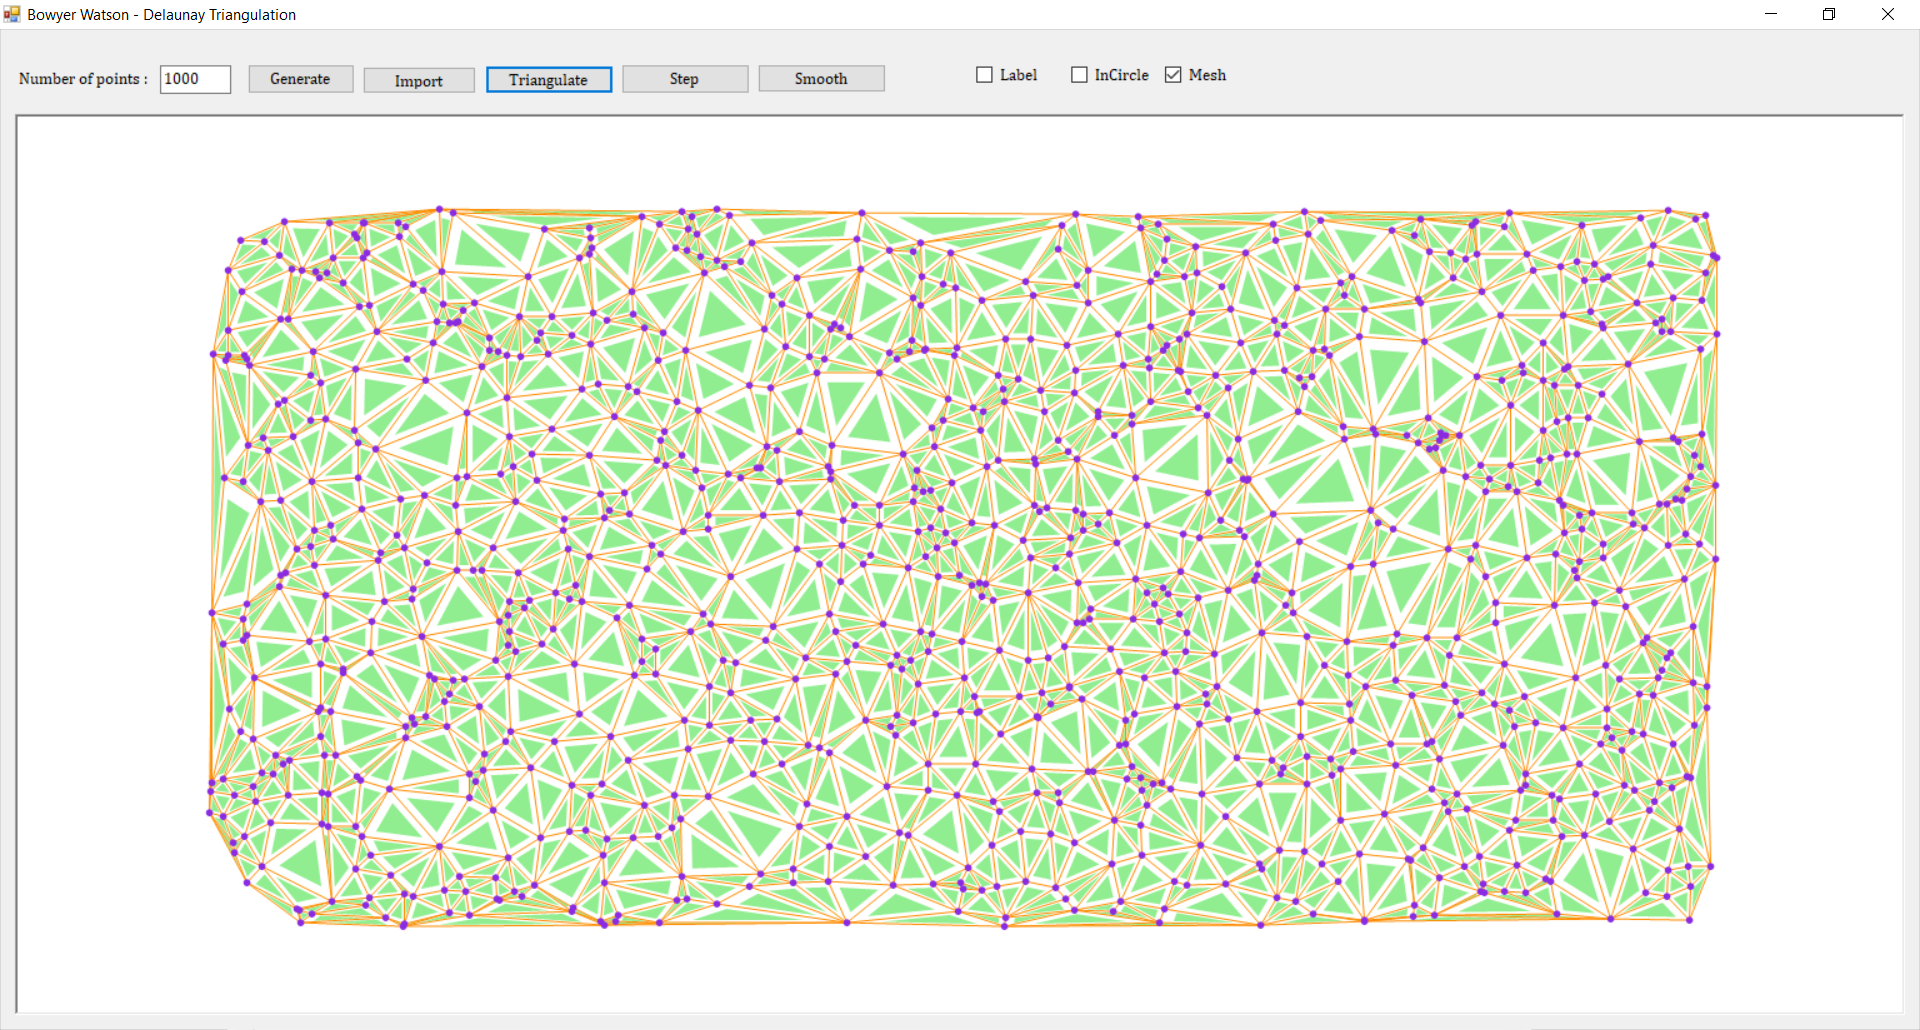 Bowyer Watson - Delaunay Triangulation
Number of points : 1000 Generate Import Triangulate Step Smooth Label InCircle Mesh